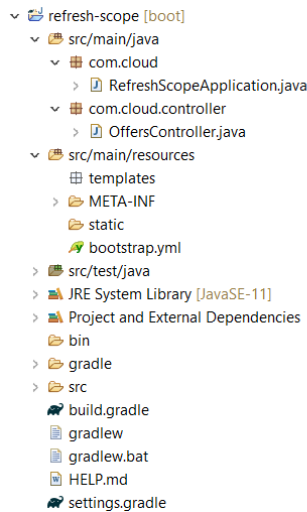 refresh-scope [boot]
src/main/java
com.cloud
RefreshScopeApplication.java
com.cloud.controller
OffersController.java
src/main/resources
templates
META-INF
static
bootstrap.yml
src/test/java
JRE System Library [JavaSE-11]
Project and External Dependencies
bin
gradle
src
build.gradle
gradlew
gradlew.bat
HELP.md
settings.gradle